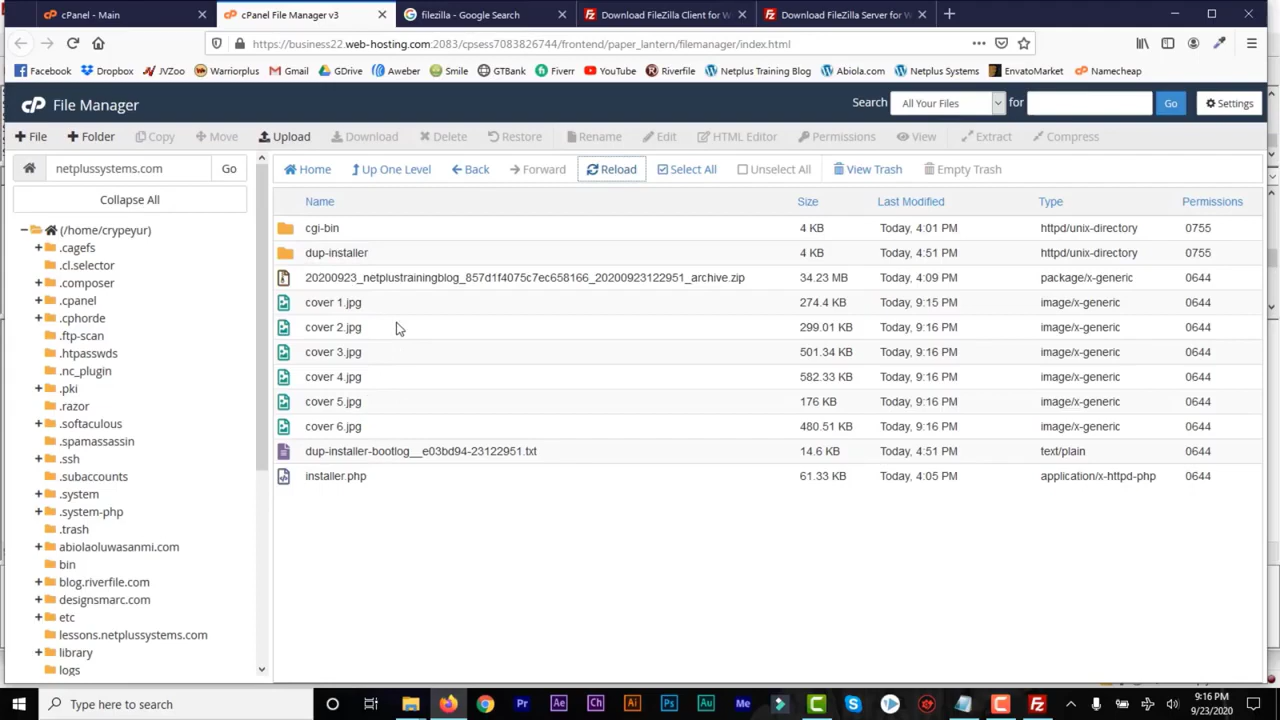 cPanel - Main
cPanel File Manager v3
filezilla - Google Search
Download FileZilla Client for W
Download FileZilla Server for W
https://business22.web-hosting.com:2083/cpsess7083826744/frontend/paper_lantern/filemanager/index.html
Facebook Dropbox JVZoo Warriorplus Gmail GDrive Aweber Smile GTBank Fiverr YouTube Riverfile Netplus Training Blog Abiola.com Netplus Systems EnvatoMarket Namecheap
cP File Manager
Search All Your Files for Go Settings
File Folder Copy Move Upload Download Delete Restore Rename Edit HTML Editor Permissions View Extract Compress
netplussystems.com Go
Home Up One Level Back Forward Reload Select All Unselect All View Trash Empty Trash
Collapse All
Name Size Last Modified Type Permissions
cgi-bin 4 KB Today, 4:01 PM httpd/unix-directory 0755
dup-installer 4 KB Today, 4:51 PM httpd/unix-directory 0755
20200923_netplustrainingblog_857d1f4075c7ec658166_20200923122951_archive.zip 34.23 MB Today, 4:09 PM package/x-generic 0644
cover 1.jpg 274.4 KB Today, 9:15 PM image/x-generic 0644
cover 2.jpg 299.01 KB Today, 9:16 PM image/x-generic 0644
cover 3.jpg 501.34 KB Today, 9:16 PM image/x-generic 0644
cover 4.jpg 582.33 KB Today, 9:16 PM image/x-generic 0644
cover 5.jpg 176 KB Today, 9:16 PM image/x-generic 0644
cover 6.jpg 480.51 KB Today, 9:16 PM image/x-generic 0644
dup-installer-bootlog__e03bd94-23122951.txt 14.6 KB Today, 4:51 PM text/plain 0644
installer.php 61.33 KB Today, 4:05 PM application/x-httpd-php 0644
(/home/crypeyur)
.cagefs
.cl.selector
.composer
.cpanel
.cphorde
.ftp-scan
.htpasswds
.nc_plugin
.pki
.razor
.softaculous
.spamassassin
.ssh
.subaccounts
.system
.system-php
.trash
abiolaoluwasanmi.com
bin
blog.riverfile.com
designsmarc.com
etc
lessons.netplussystems.com
library
logs
Type here to search
Pr Ae Ch Ai Ps Au Me
9:16 PM
9/23/2020